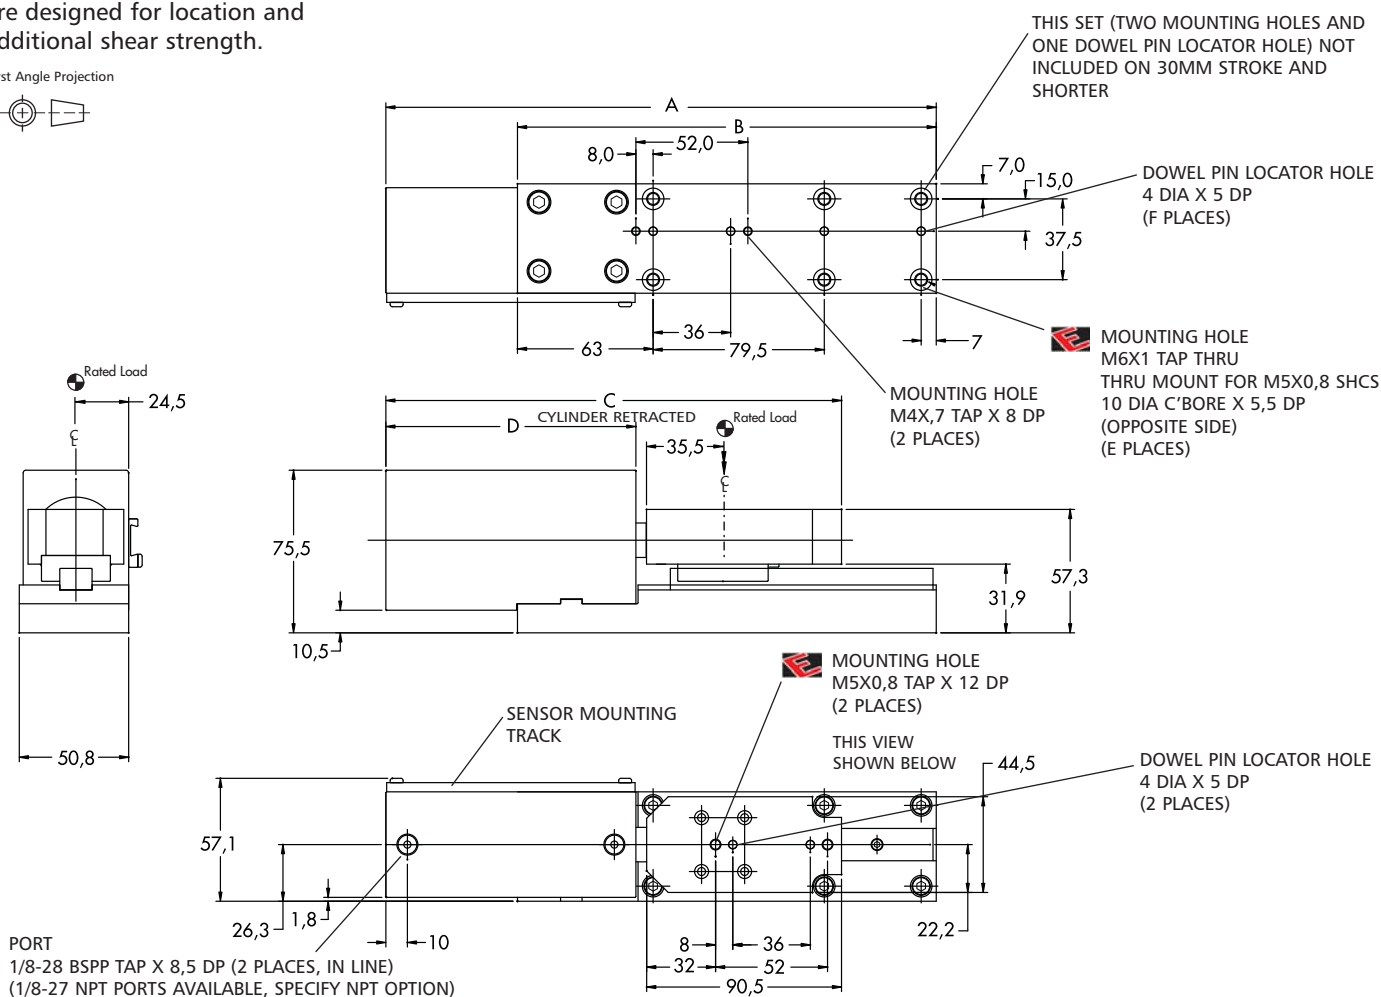 re designed for location and
dditional shear strength.
st Angle Projection
THIS SET (TWO MOUNTING HOLES AND
ONE DOWEL PIN LOCATOR HOLE) NOT
INCLUDED ON 30MM STROKE AND
SHORTER
A
B
52,0
8,0
7,0
15,0
DOWEL PIN LOCATOR HOLE
4 DIA X 5 DP
(F PLACES)
37,5
36
63
79,5
7
MOUNTING HOLE
M6X1 TAP THRU
THRU MOUNT FOR M5X0,8 SHCS
10 DIA C'BORE X 5,5 DP
(OPPOSITE SIDE)
(E PLACES)
MOUNTING HOLE
M4X,7 TAP X 8 DP
(2 PLACES)
Rated Load
24,5
CL
C
CYLINDER RETRACTED
D
Rated Load
35,5
CL
75,5
57,3
31,9
10,5
50,8
MOUNTING HOLE
M5X0,8 TAP X 12 DP
(2 PLACES)
SENSOR MOUNTING
TRACK
THIS VIEW
SHOWN BELOW
44,5
DOWEL PIN LOCATOR HOLE
4 DIA X 5 DP
(2 PLACES)
57,1
26,3
1,8
10
22,2
8
36
32
52
90,5
PORT
1/8-28 BSPP TAP X 8,5 DP (2 PLACES, IN LINE)
(1/8-27 NPT PORTS AVAILABLE, SPECIFY NPT OPTION)